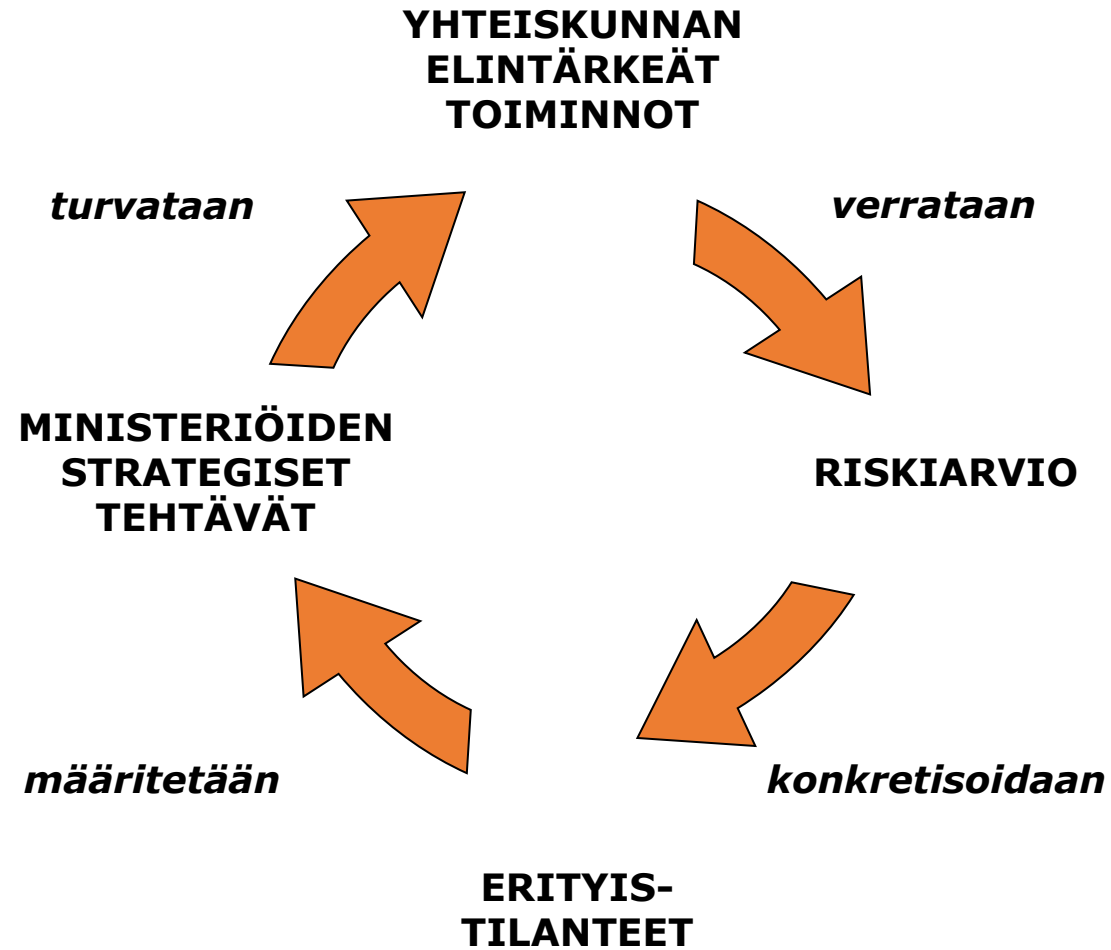 YHTEISKUNNAN
ELINTÄRKEÄT
TOIMINNOT
turvataan
verrataan
MINISTERIÖIDEN
STRATEGISET
TEHTÄVÄT
RISKIARVIO
määritetään
konkretisoidaan
ERITYIS-
TILANTEET